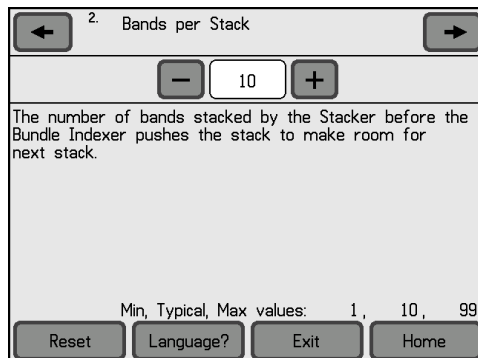 2. Bands per Stack
− 10 +
The number of bands stacked by the Stacker before the
Bundle Indexer pushes the stack to make room for
next stack.
Min, Typical, Max values: 1, 10, 99
Reset Language? Exit Home